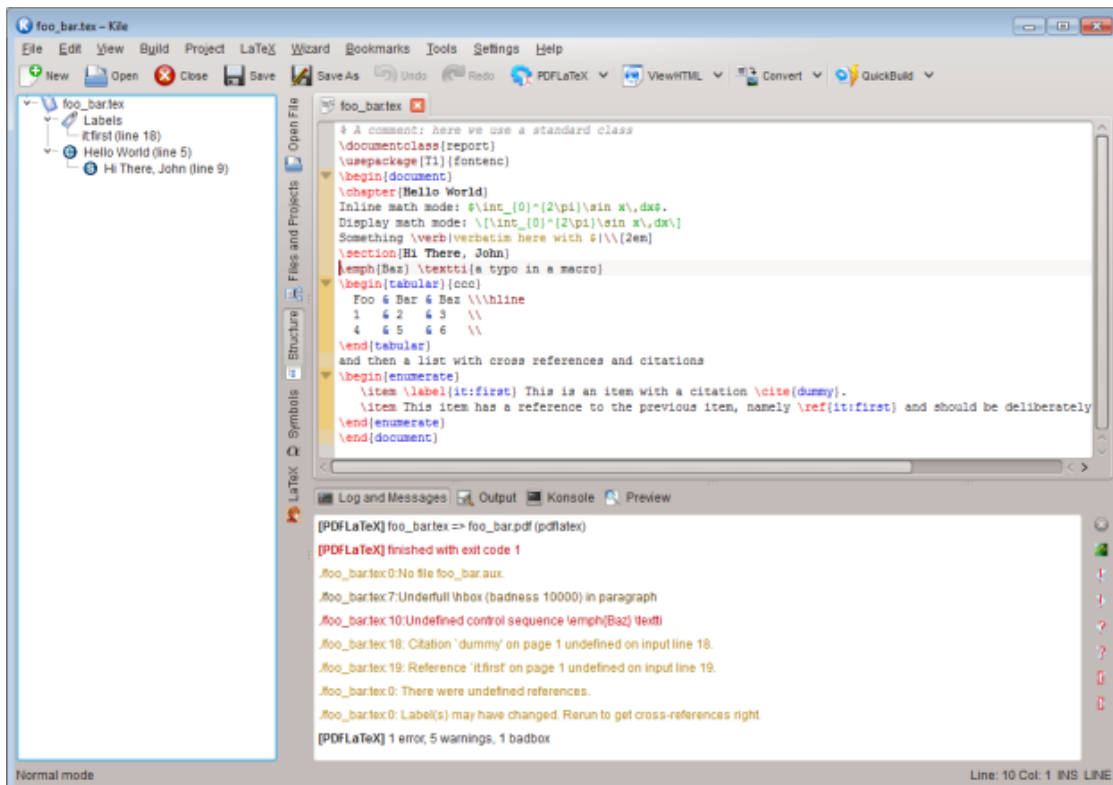 foo_bar.tex – Kile
File Edit View Build Project LaTeX Wizard Bookmarks Tools Settings Help
New Open Close Save Save As Undo Redo PDFLaTeX ViewHTML Convert QuickBuild
foo_bar.tex
Labels
it:first (line 18)
Hello World (line 5)
Hi There, John (line 9)
Open File
Files and Projects
Structure
Symbols
LaTeX
foo_bar.tex
% A comment: here we use a standard class
\documentclass{report}
\usepackage[T1]{fontenc}
\begin{document}
\chapter{Hello World}
Inline math mode: $\int_{0}^{2\pi}\sin x\,dx$.
Display math mode: \[\int_{0}^{2\pi}\sin x\,dx\]
Something \verb|verbatim here with $|\\[2em]
\section{Hi There, John}
\emph{Baz} \textti{a typo in a macro}
\begin{tabular}{ccc}
Foo & Bar & Baz \\\hline
1 & 2 & 3 \\
4 & 5 & 6 \\
\end{tabular}
and then a list with cross references and citations
\begin{enumerate}
\item \label{it:first} This is an item with a citation \cite{dummy}.
\item This item has a reference to the previous item, namely \ref{it:first} and should be deliberately
\end{enumerate}
\end{document}
Log and Messages Output Konsole Preview
[PDFLaTeX] foo_bar.tex => foo_bar.pdf (pdflatex)
[PDFLaTeX] finished with exit code 1
./foo_bar.tex:0:No file foo_bar.aux.
./foo_bar.tex:7:Underfull \hbox (badness 10000) in paragraph
./foo_bar.tex:10:Undefined control sequence \emph{Baz} \textti
./foo_bar.tex:18: Citation `dummy' on page 1 undefined on input line 18.
./foo_bar.tex:19: Reference `it:first' on page 1 undefined on input line 19.
./foo_bar.tex:0: There were undefined references.
./foo_bar.tex:0: Label(s) may have changed. Rerun to get cross-references right.
[PDFLaTeX] 1 error, 5 warnings, 1 badbox
Normal mode
Line: 10 Col: 1 INS LINE